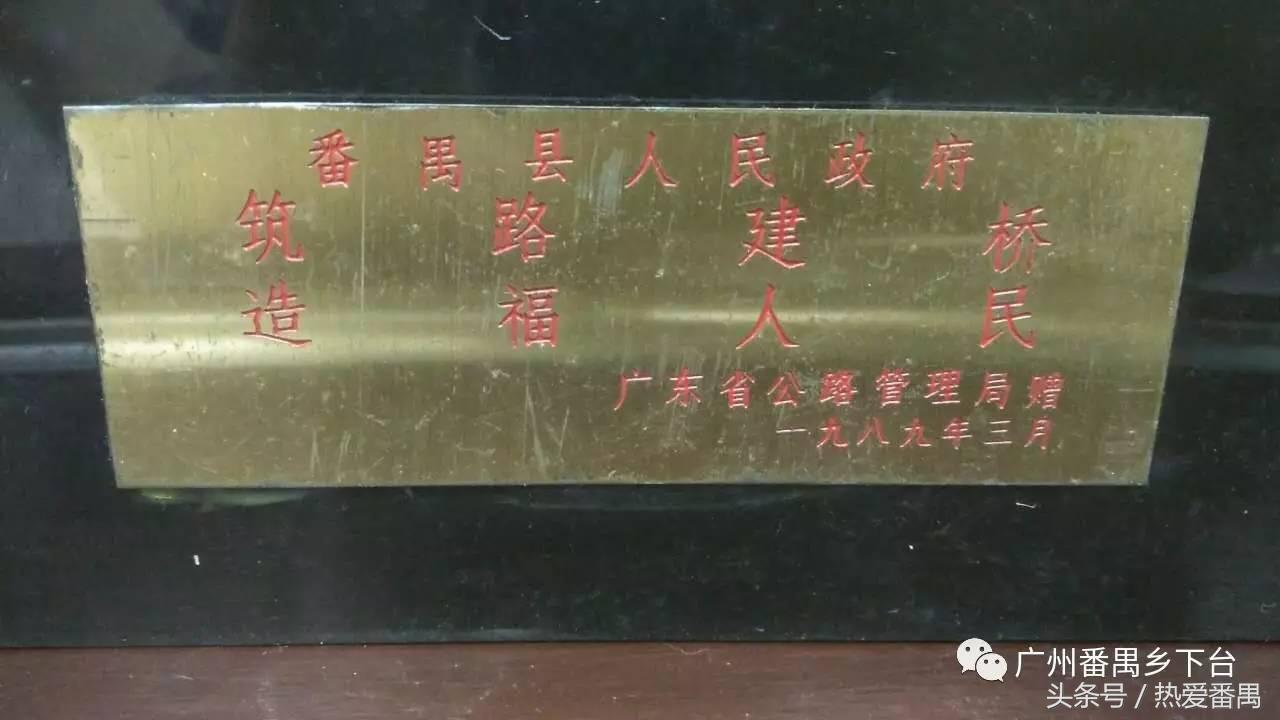 番禺县人民政府
筑路建桥
造福人民
广东省公路管理局赠
一九八九年三月
广州番禺乡下台
头条号 / 热爱番禺